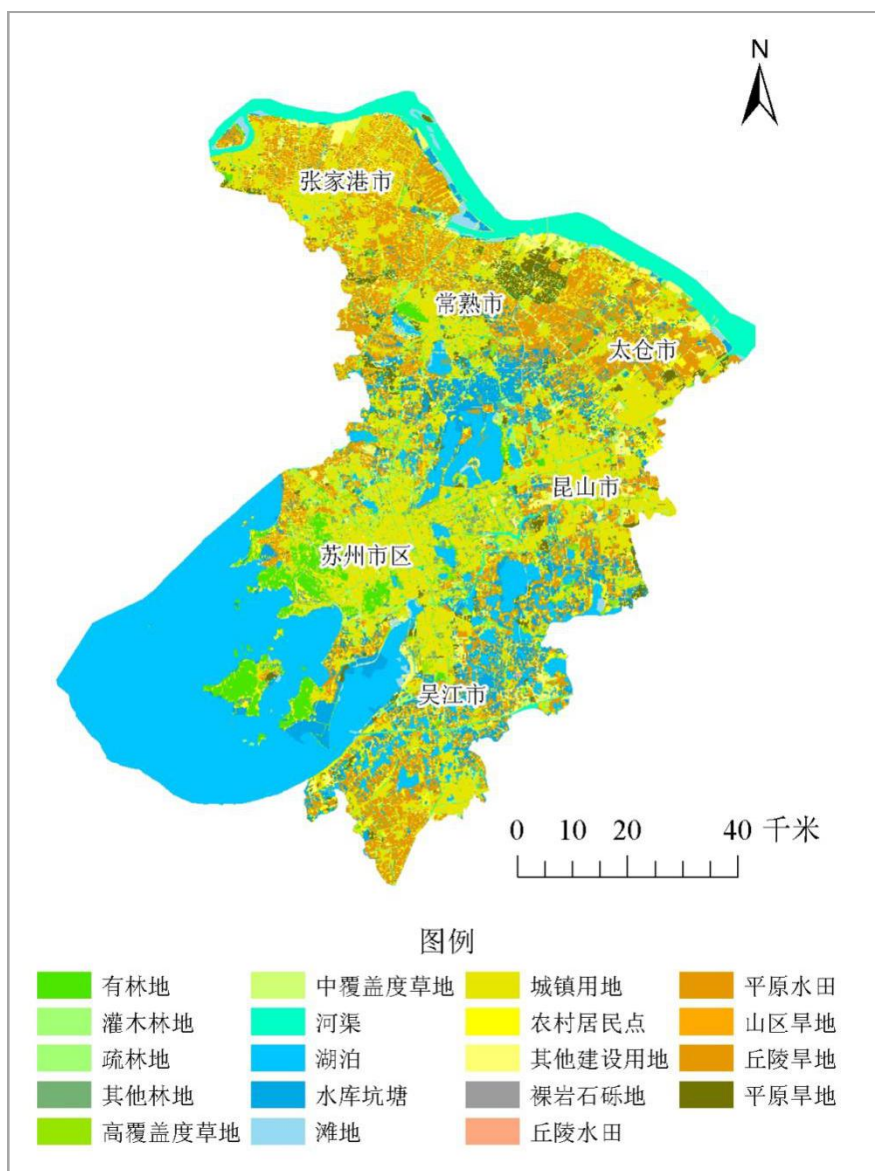 N
张家港市
常熟市
太仓市
昆山市
苏州市区
吴江市
0 10 20 40 千米
图例
有林地 中覆盖度草地 城镇用地 平原水田
灌木林地 河渠 农村居民点 山区旱地
疏林地 湖泊 其他建设用地 丘陵旱地
其他林地 水库坑塘 裸岩石砾地 平原旱地
高覆盖度草地 滩地 丘陵水田